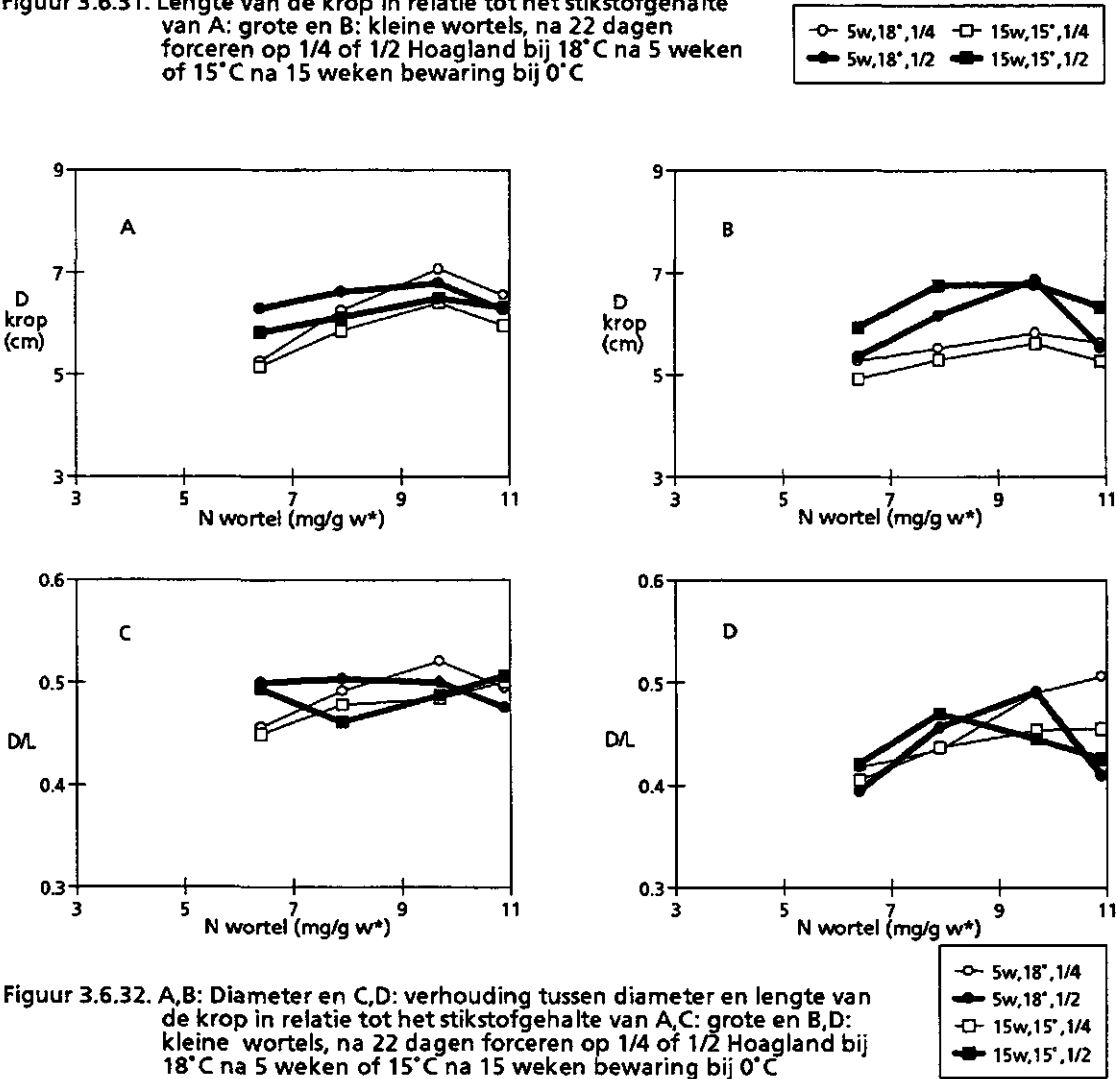 Figuur 3.6.31. Lengte van de krop in relatie tot het stikstofgehalte
van A: grote en B: kleine wortels, na 22 dagen
forceren op 1/4 of 1/2 Hoagland bij 18°C na 5 weken
of 15°C na 15 weken bewaring bij 0°C
5w,18°,1/4 15w,15°,1/4
5w,18°,1/2 15w,15°,1/2
9
7
5
3
D
krop
(cm)
A
3 5 7 9 11
N wortel (mg/g w*)
9
7
5
3
D
krop
(cm)
B
3 5 7 9 11
N wortel (mg/g w*)
0.6
0.5
0.4
0.3
D/L
C
3 5 7 9 11
N wortel (mg/g w*)
0.6
0.5
0.4
0.3
D/L
D
3 5 7 9 11
N wortel (mg/g w*)
5w,18°,1/4
5w,18°,1/2
15w,15°,1/4
15w,15°,1/2
Figuur 3.6.32. A,B: Diameter en C,D: verhouding tussen diameter en lengte van
de krop in relatie tot het stikstofgehalte van A,C: grote en B,D:
kleine wortels, na 22 dagen forceren op 1/4 of 1/2 Hoagland bij
18°C na 5 weken of 15°C na 15 weken bewaring bij 0°C